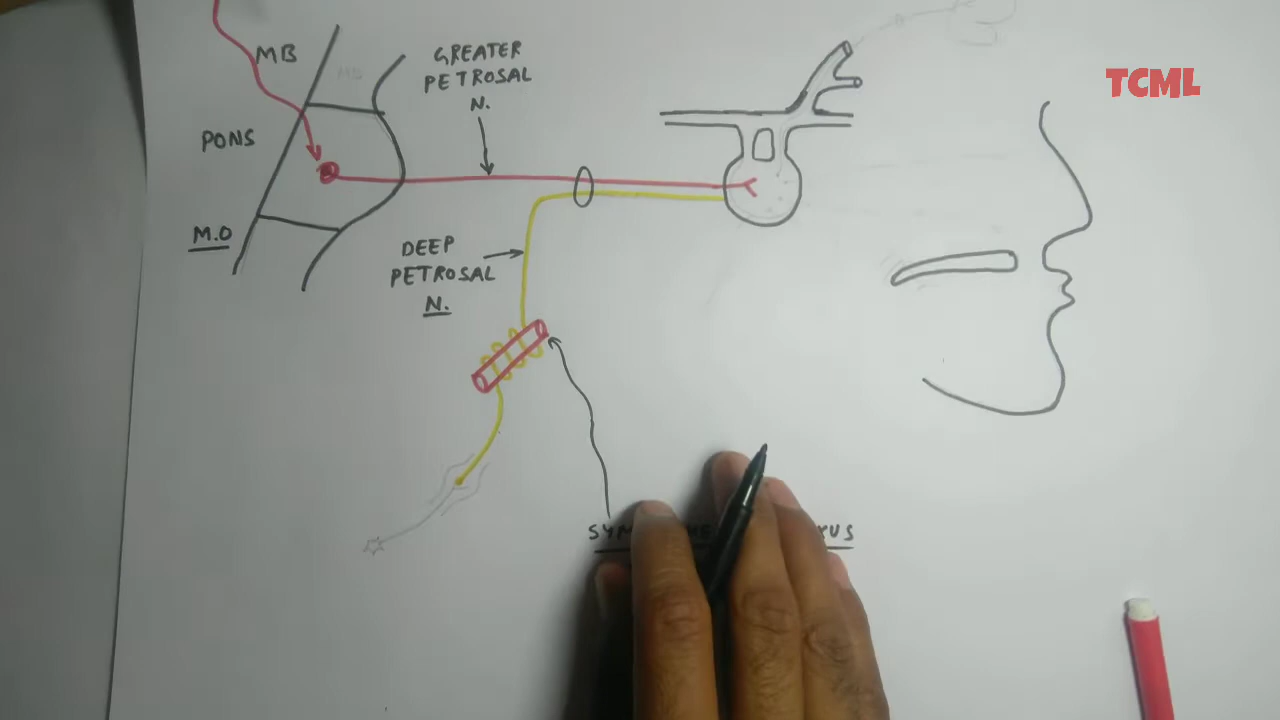 MB
TCML
GREATER
PETROSAL
N.
PONS
M.O
DEEP
PETROSAL
N.